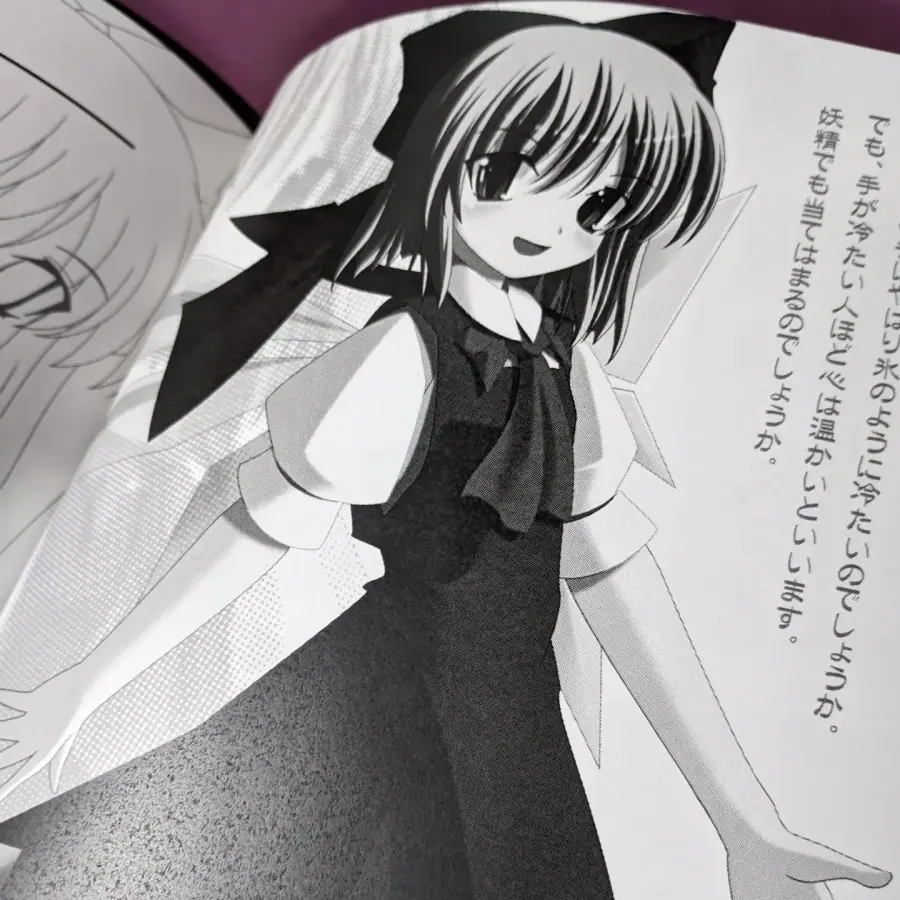 はやはり氷のように冷たいのでしょうか。
でも、手が冷たい人ほど心は温かいといいます。
妖精でも当てはまるのでしょうか。